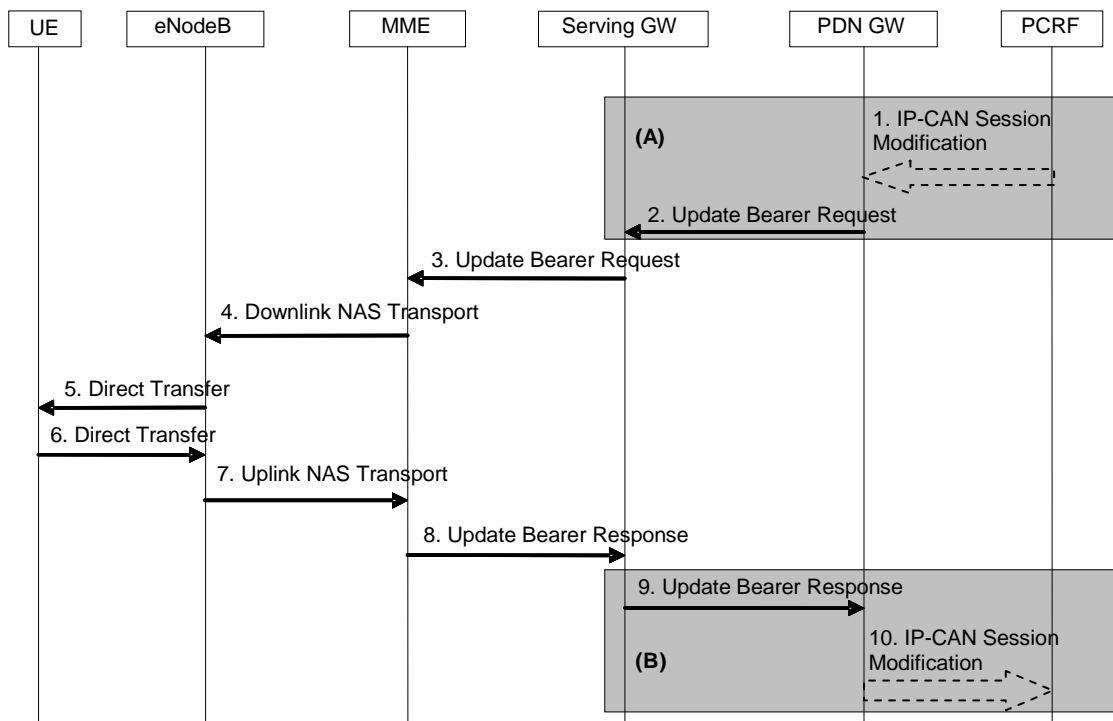 UE
eNodeB
MME
Serving GW
PDN GW
PCRF
(A)
1. IP-CAN Session
Modification
2. Update Bearer Request
3. Update Bearer Request
4. Downlink NAS Transport
5. Direct Transfer
6. Direct Transfer
7. Uplink NAS Transport
8. Update Bearer Response
9. Update Bearer Response
(B)
10. IP-CAN Session
Modification